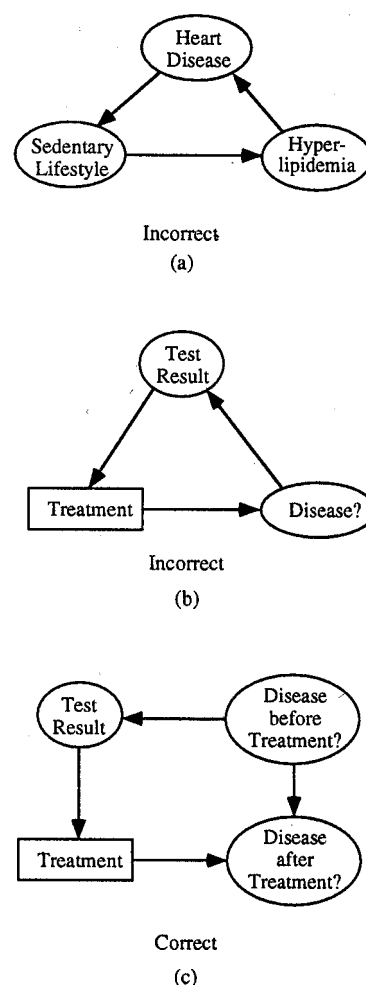 Heart
Disease
Sedentary
Lifestyle
Hyper-
lipidemia
Incorrect
(a)
Test
Result
Treatment
Disease?
Incorrect
(b)
Test
Result
Disease
before
Treatment?
Treatment
Disease
after
Treatment?
Correct
(c)